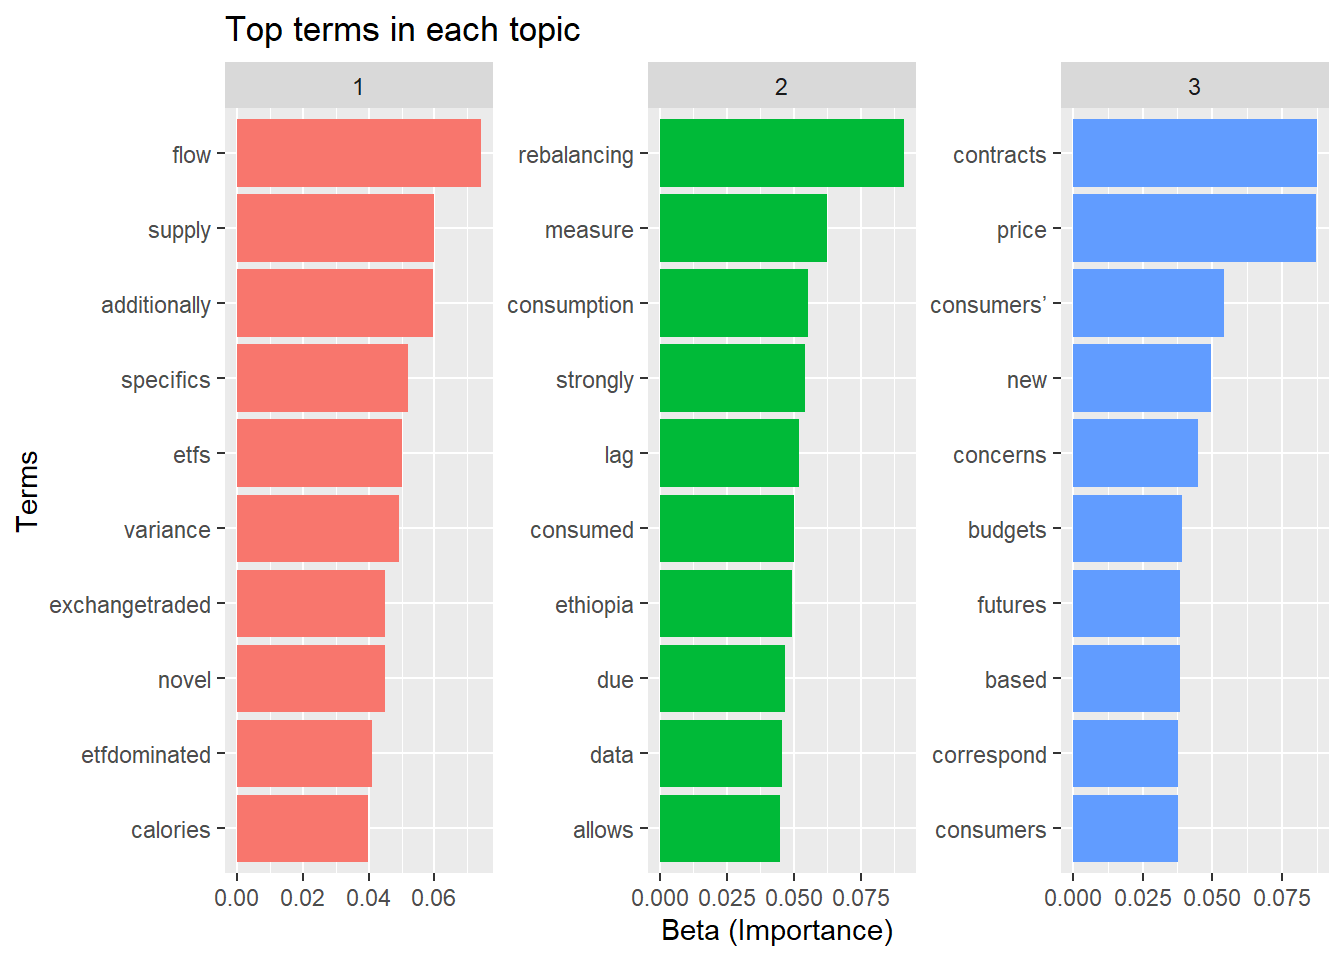 Top terms in each topic
1
2
3
Terms
flow
supply
additionally
specifics
etfs
variance
exchangetraded
novel
etfdominated
calories
0.00 0.02 0.04 0.06
rebalancing
measure
consumption
strongly
lag
consumed
ethiopia
due
data
allows
0.000 0.025 0.050 0.075
contracts
price
consumers’
new
concerns
budgets
futures
based
correspond
consumers
0.000 0.025 0.050 0.075
Beta (Importance)